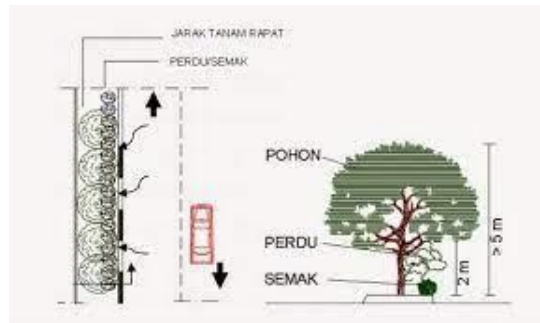 JARAK TANAM RAPAT
PERDU/SEMAK
POHON
PERDU
SEMAK
2 m
> 5 m